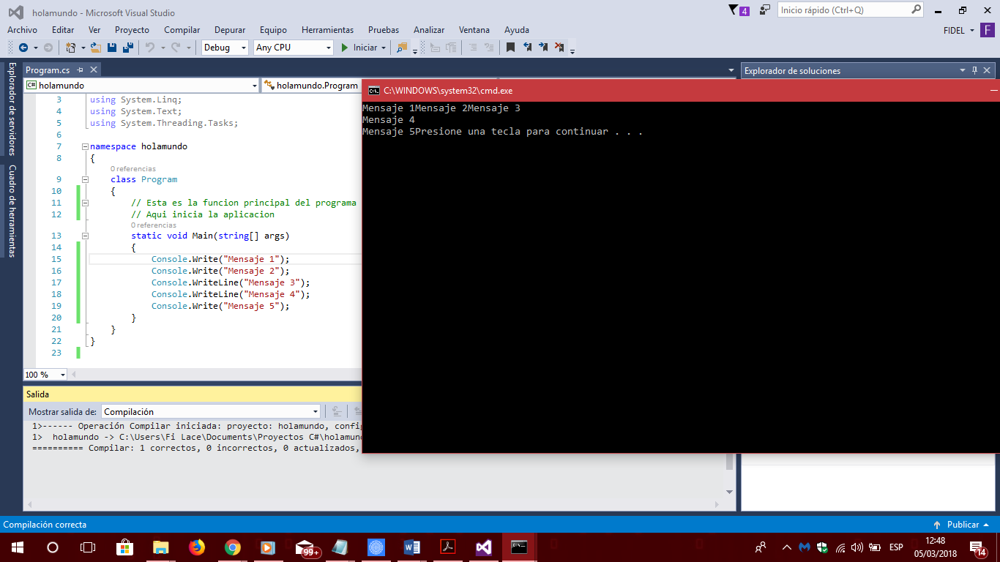 holamundo - Microsoft Visual Studio
4
Inicio rápido (Ctrl+Q)
Archivo Editar Ver Proyecto Compilar Depurar Equipo Herramientas Pruebas Analizar Ventana Ayuda
FIDEL F
Debug Any CPU Iniciar
Explorador de servidores
Cuadro de herramientas
Program.cs
Explorador de soluciones
C# holamundo holamundo.Program
3 using System.Linq;
4 using System.Text;
5 using System.Threading.Tasks;
6
7 namespace holamundo
8 {
0 referencias
9 class Program
10 {
11 // Esta es la funcion principal del programa
12 // Aqui inicia la aplicacion
0 referencias
13 static void Main(string[] args)
14 {
15 Console.Write("Mensaje 1");
16 Console.Write("Mensaje 2");
17 Console.WriteLine("Mensaje 3");
18 Console.WriteLine("Mensaje 4");
19 Console.Write("Mensaje 5");
20 }
21 }
22 }
23
100 %
C:\WINDOWS\system32\cmd.exe
Mensaje 1Mensaje 2Mensaje 3
Mensaje 4
Mensaje 5Presione una tecla para continuar . . .
Salida
Mostrar salida de: Compilación
1>------ Operación Compilar iniciada: proyecto: holamundo, config
1> holamundo -> C:\Users\Fi Lace\Documents\Proyectos C#\holamund
========== Compilar: 1 correctos, 0 incorrectos, 0 actualizados,
Compilación correcta
Publicar
99+
ESP
12:48
05/03/2018
14